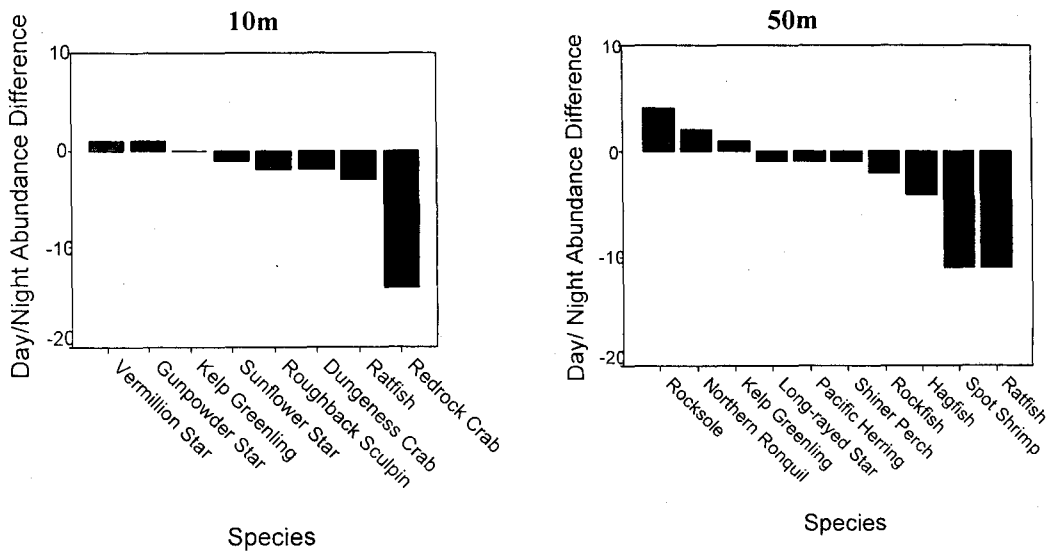 10m
Day/Night Abundance Difference
10
0
-10
-20
Vermillion Star
Gunpowder Star
Kelp Greenling
Sunflower Star
Roughback Sculpin
Dungeness Crab
Ratfish
Redrock Crab
Species
50m
Day/ Night Abundance Difference
10
0
-10
-20
Rocksole
Northern Ronquil
Kelp Greenling
Long-rayed Star
Pacific Herring
Shiner Perch
Rockfish
Hagfish
Spot Shrimp
Ratfish
Species